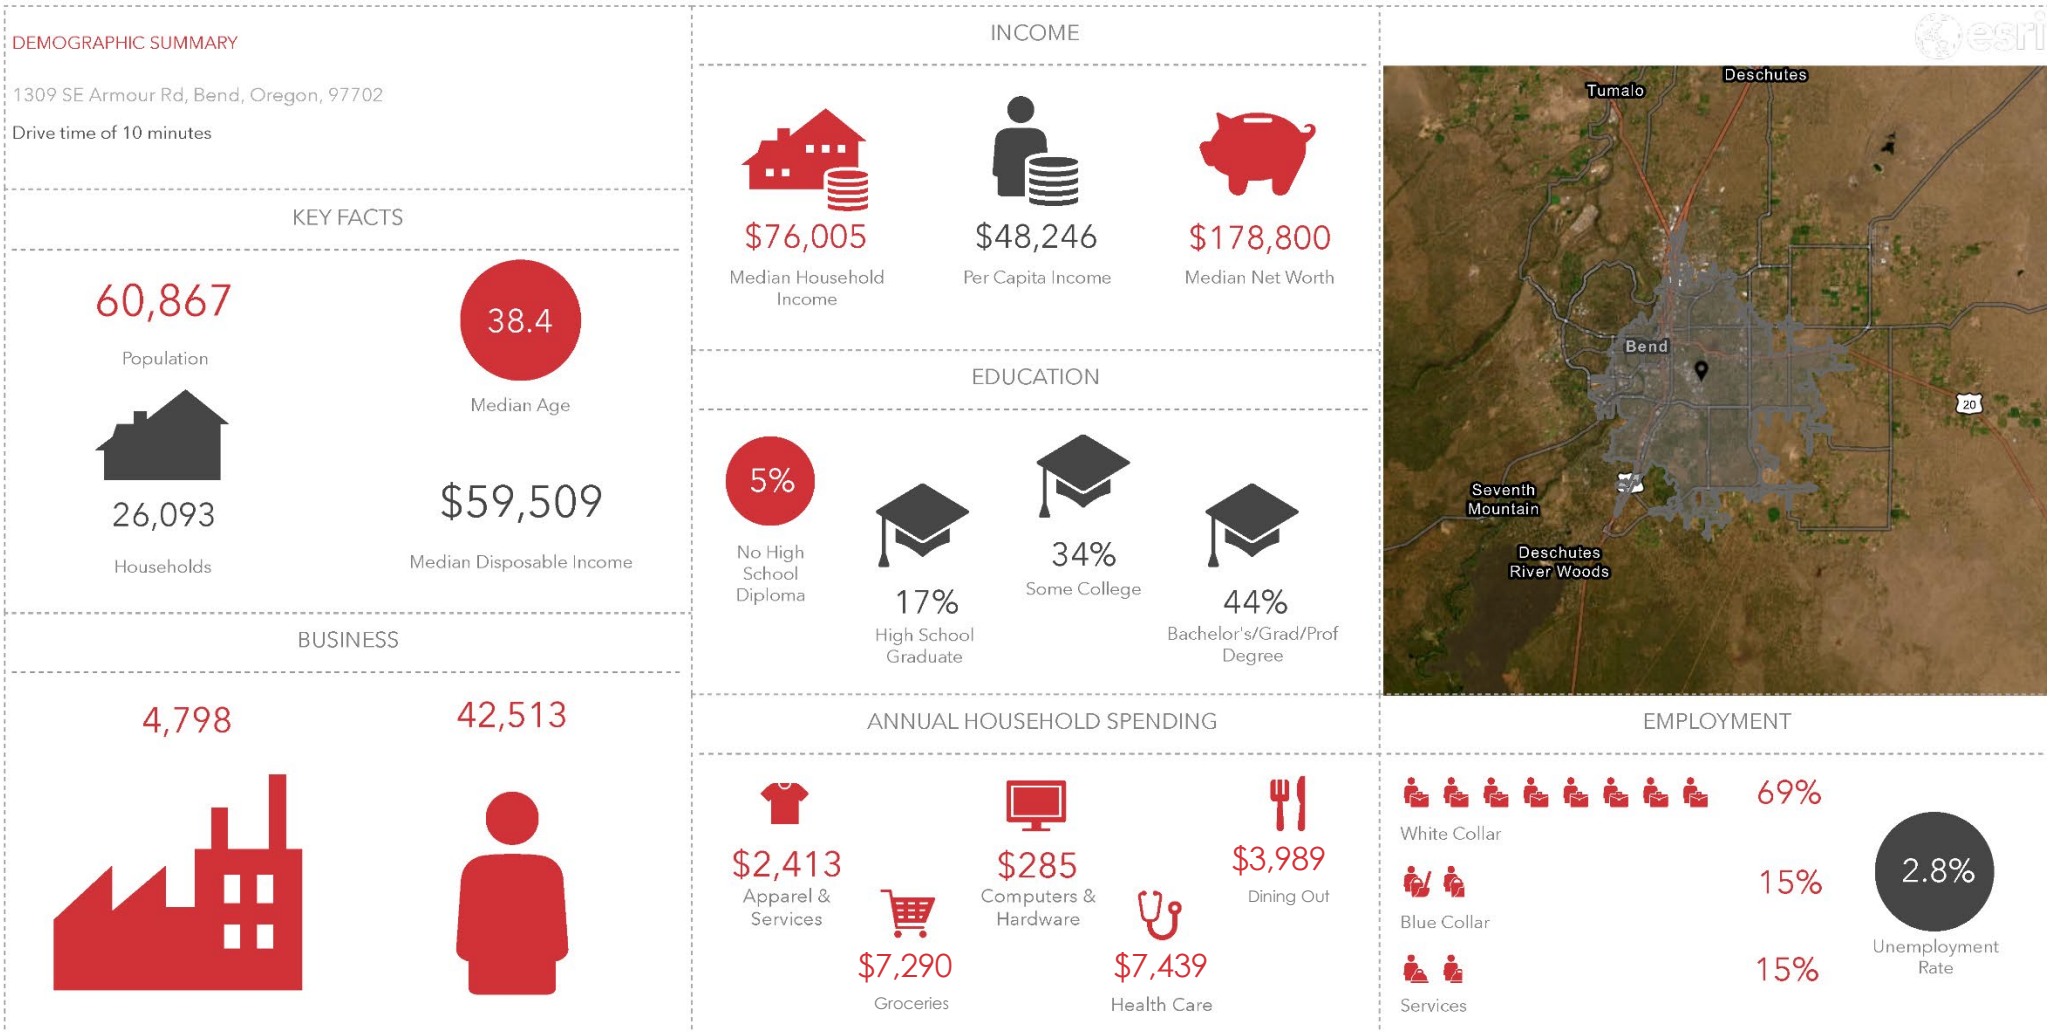 DEMOGRAPHIC SUMMARY
1309 SE Armour Rd, Bend, Oregon, 97702
Drive time of 10 minutes
KEY FACTS
60,867
Population
38.4
Median Age
26,093
Households
$59,509
Median Disposable Income
BUSINESS
4,798
42,513
INCOME
$76,005
Median Household
Income
$48,246
Per Capita Income
$178,800
Median Net Worth
EDUCATION
5%
No High
School
Diploma
17%
High School
Graduate
34%
Some College
44%
Bachelor's/Grad/Prof
Degree
ANNUAL HOUSEHOLD SPENDING
$2,413
Apparel &
Services
$7,290
Groceries
$285
Computers &
Hardware
$7,439
Health Care
$3,989
Dining Out
esri
Deschutes
Tumalo
Bend
20
Seventh
Mountain
Deschutes
River Woods
EMPLOYMENT
69%
White Collar
15%
Blue Collar
15%
Services
2.8%
Unemployment
Rate